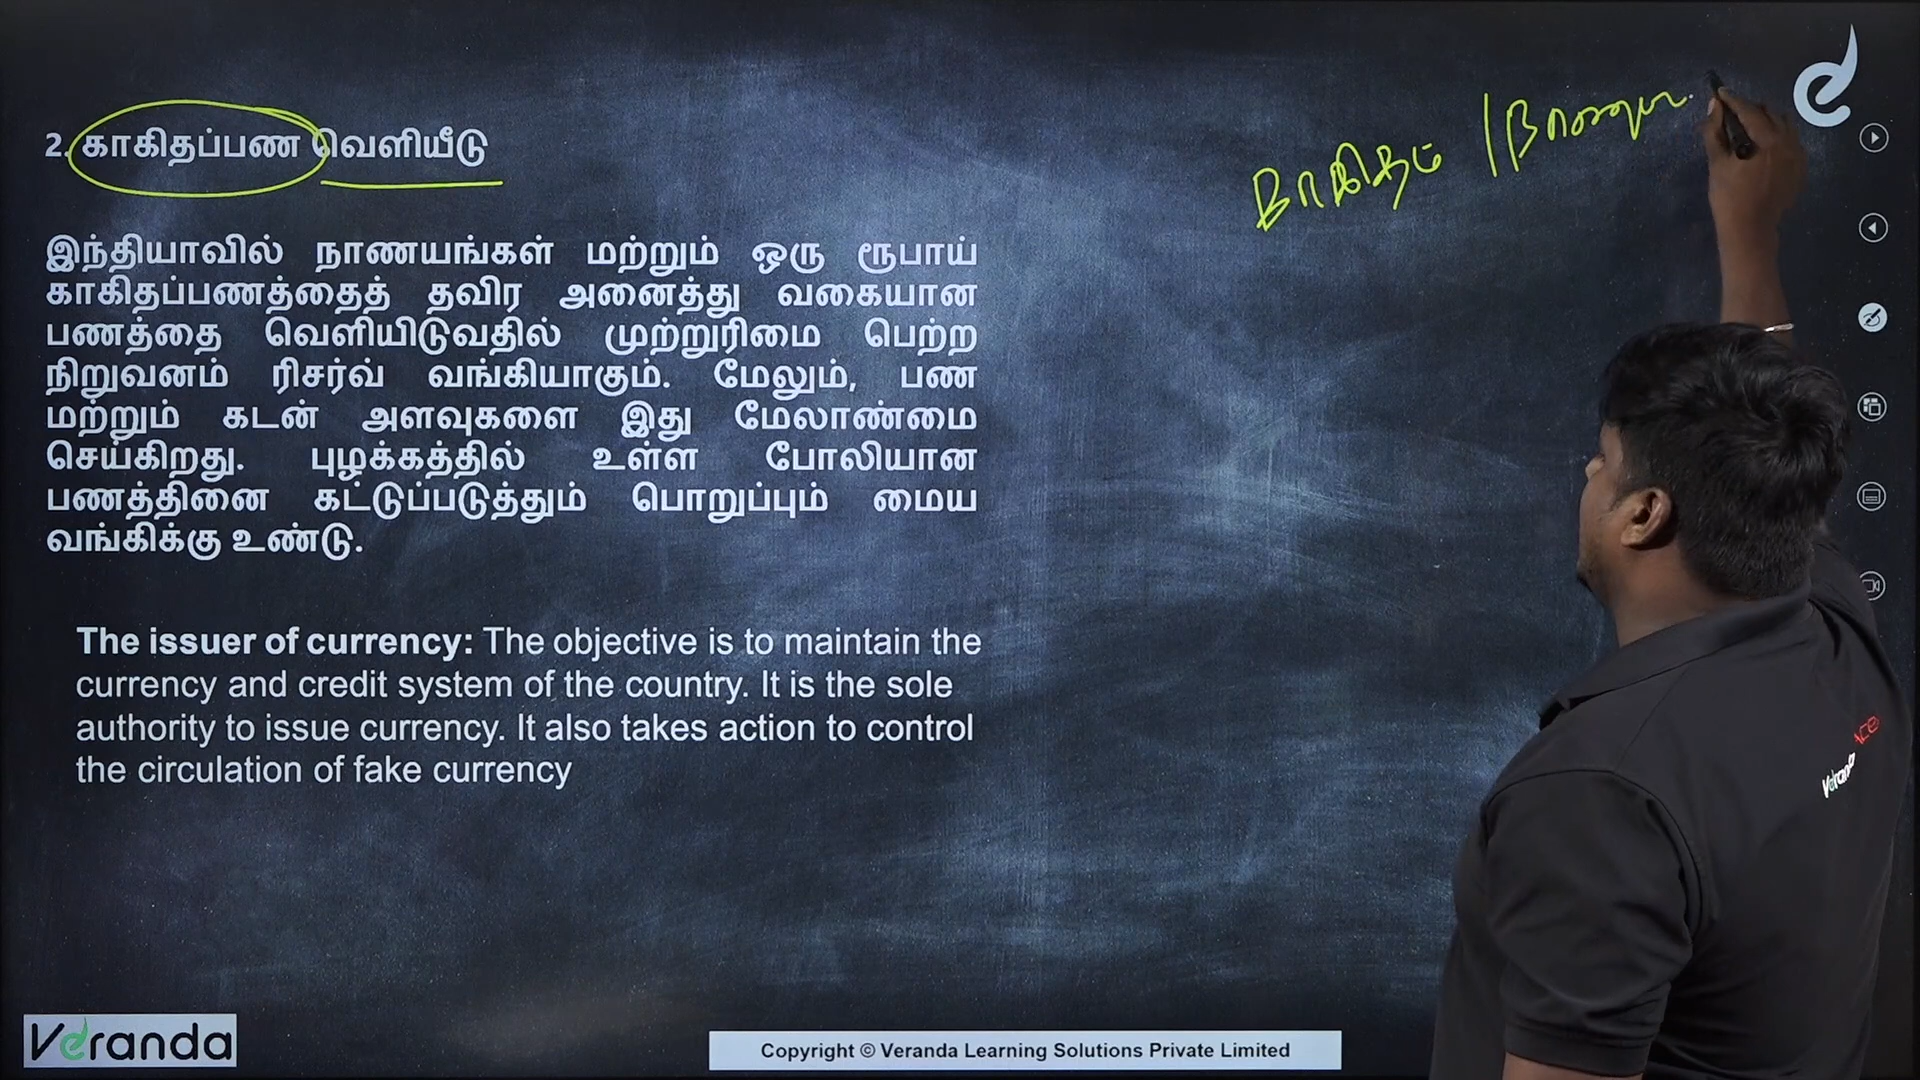 2. காகிதப்பண வெளியீடு
காகிதம் / நாணய
இந்தியாவில் நாணயங்கள் மற்றும் ஒரு ரூபாய்
காகிதப்பணத்தைத் தவிர அனைத்து வகையான
பணத்தை வெளியிடுவதில் முற்றுரிமை பெற்ற
நிறுவனம் ரிசர்வ் வங்கியாகும். மேலும், பண
மற்றும் கடன் அளவுகளை இது மேலாண்மை
செய்கிறது. புழக்கத்தில் உள்ள போலியான
பணத்தினை கட்டுப்படுத்தும் பொறுப்பும் மைய
வங்கிக்கு உண்டு.
The issuer of currency: The objective is to maintain the
currency and credit system of the country. It is the sole
authority to issue currency. It also takes action to control
the circulation of fake currency
Veranda
Copyright © Veranda Learning Solutions Private Limited